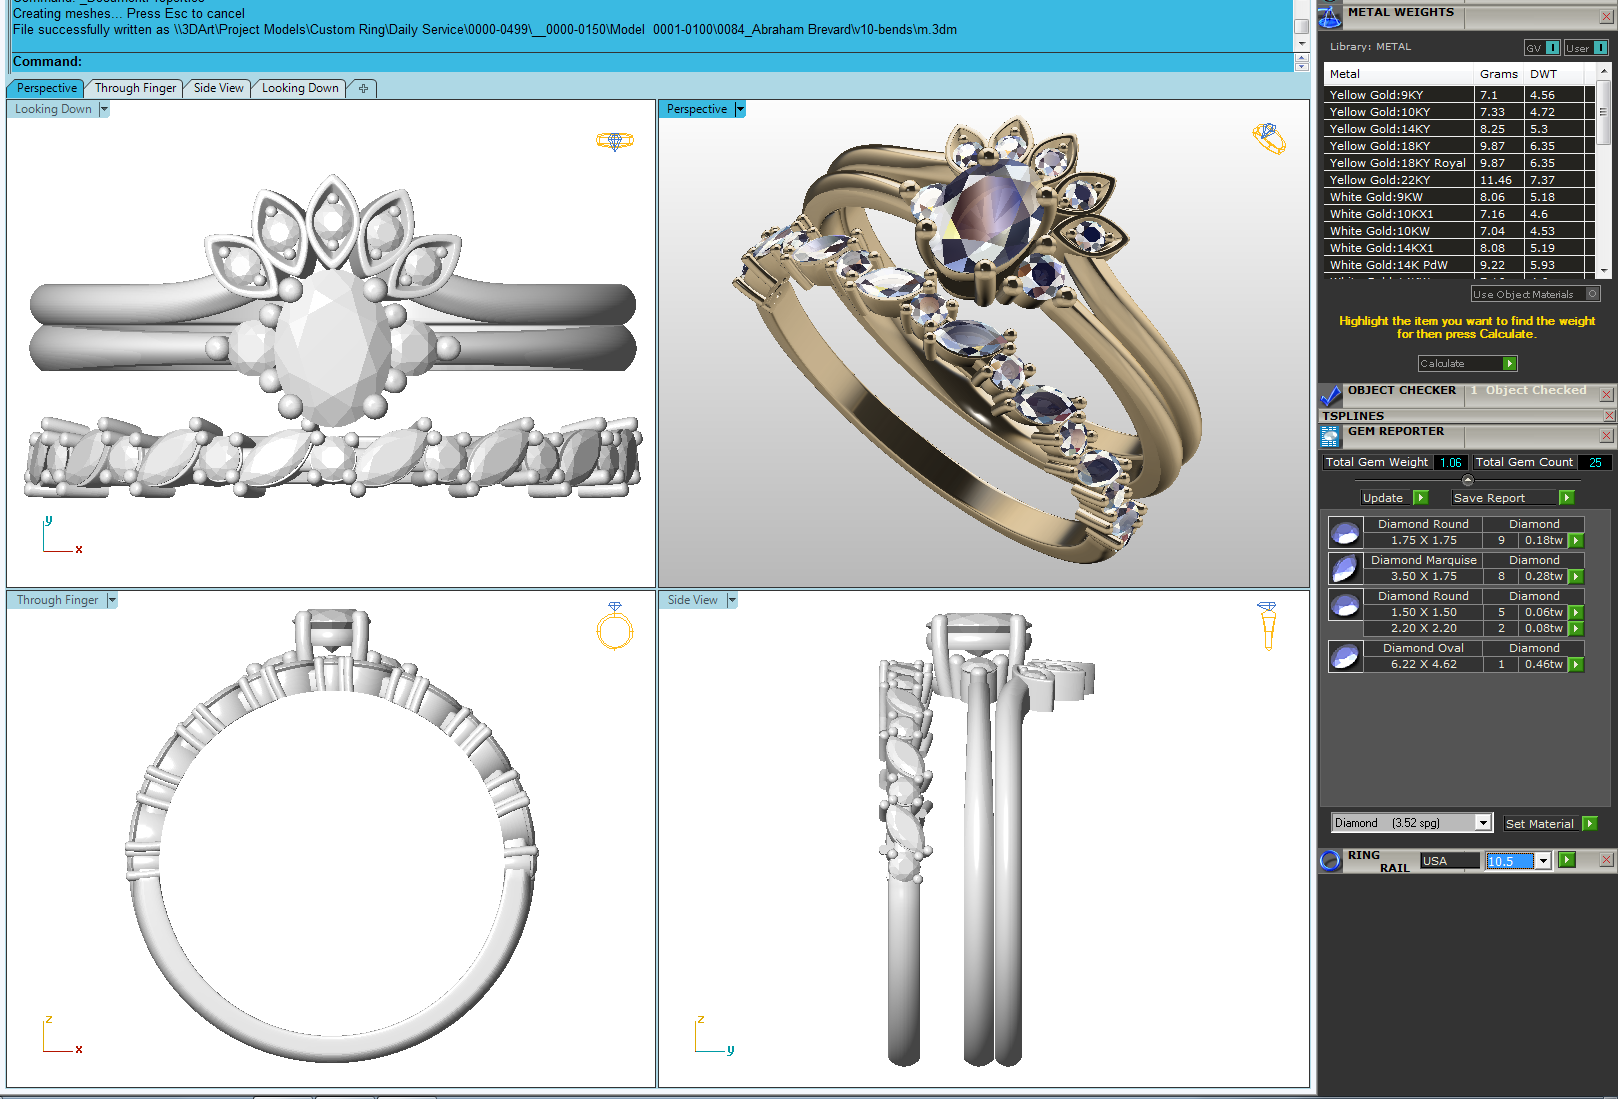 Creating meshes... Press Esc to cancel
File successfully written as \\3DArt\Project Models\Custom Ring\Daily Service\0000-0499\__0000-0150\Model 0001-0100\0084_Abraham Brevard\v10-bends\m.3dm
Command:
Perspective
Through Finger
Side View
Looking Down
Looking Down
Perspective
y
x
Through Finger
Side View
z
x
z
y
METAL WEIGHTS
Library: METAL
GV
User
Metal Grams DWT
Yellow Gold:9KY 7.1 4.56
Yellow Gold:10KY 7.33 4.72
Yellow Gold:14KY 8.25 5.3
Yellow Gold:18KY 9.87 6.35
Yellow Gold:18KY Royal 9.87 6.35
Yellow Gold:22KY 11.46 7.37
White Gold:9KW 8.06 5.18
White Gold:10KX1 7.16 4.6
White Gold:10KW 7.04 4.53
White Gold:14KX1 8.08 5.19
White Gold:14K PdW 9.22 5.93
Use Object Materials
Highlight the item you want to find the weight
for then press Calculate.
Calculate
OBJECT CHECKER 1 Object Checked
TSPLINES
GEM REPORTER
Total Gem Weight 1.06 Total Gem Count 25
Update Save Report
Diamond Round Diamond
1.75 X 1.75 9 0.18tw
Diamond Marquise Diamond
3.50 X 1.75 8 0.28tw
Diamond Round Diamond
1.50 X 1.50 5 0.06tw
2.20 X 2.20 2 0.08tw
Diamond Oval Diamond
6.22 X 4.62 1 0.46tw
Diamond (3.52 spg) Set Material
RING
RAIL USA 10.5